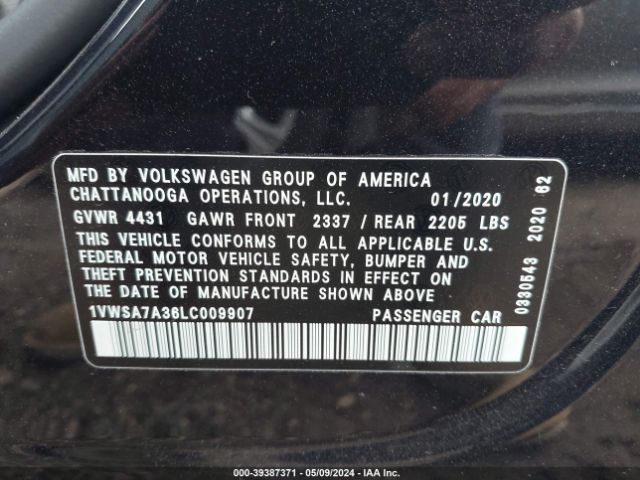 MFD BY VOLKSWAGEN GROUP OF AMERICA
CHATTANOOGA OPERATIONS, LLC. 01/2020
GVWR 4431 GAWR FRONT 2337 / REAR 2205 LBS
THIS VEHICLE CONFORMS TO ALL APPLICABLE U.S.
FEDERAL MOTOR VEHICLE SAFETY, BUMPER AND
THEFT PREVENTION STANDARDS IN EFFECT ON
THE DATE OF MANUFACTURE SHOWN ABOVE
1VWSA7A36LC009907 PASSENGER CAR
0330543 2020 62
000-39387371 - 05/09/2024 - IAA Inc.